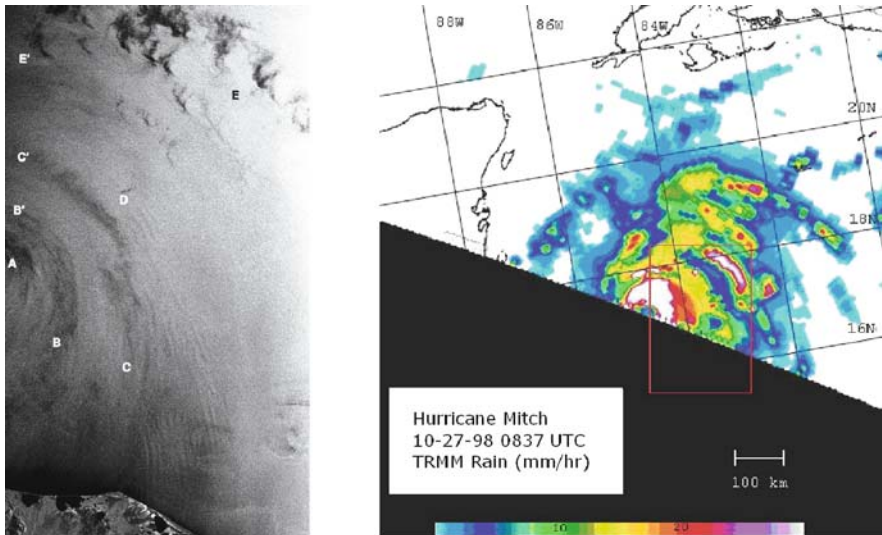 E'
E
C'
D
B'
A
B
C
88W
86W
84W
20N
18N
16N
Hurricane Mitch
10-27-98 0837 UTC
TRMM Rain (mm/hr)
100 km
10
20